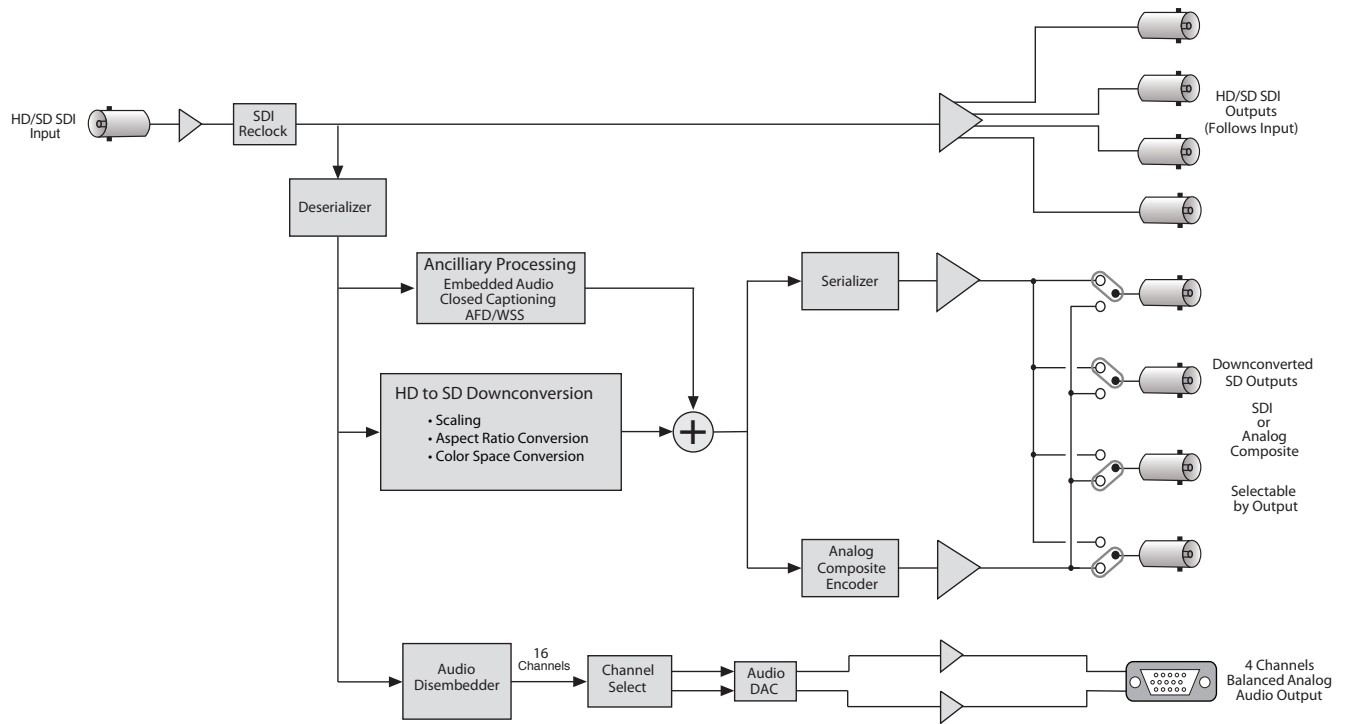 HD/SD SDI
Input
SDI
Reclock
HD/SD SDI
Outputs
(Follows Input)
Deserializer
Ancilliary Processing
Embedded Audio
Closed Captioning
AFD/WSS
Serializer
HD to SD Downconversion
• Scaling
• Aspect Ratio Conversion
• Color Space Conversion
+
Downconverted
SD Outputs
SDI
or
Analog
Composite
Selectable
by Output
Analog
Composite
Encoder
Audio
Disembedder
16
Channels
Channel
Select
Audio
DAC
4 Channels
Balanced Analog
Audio Output